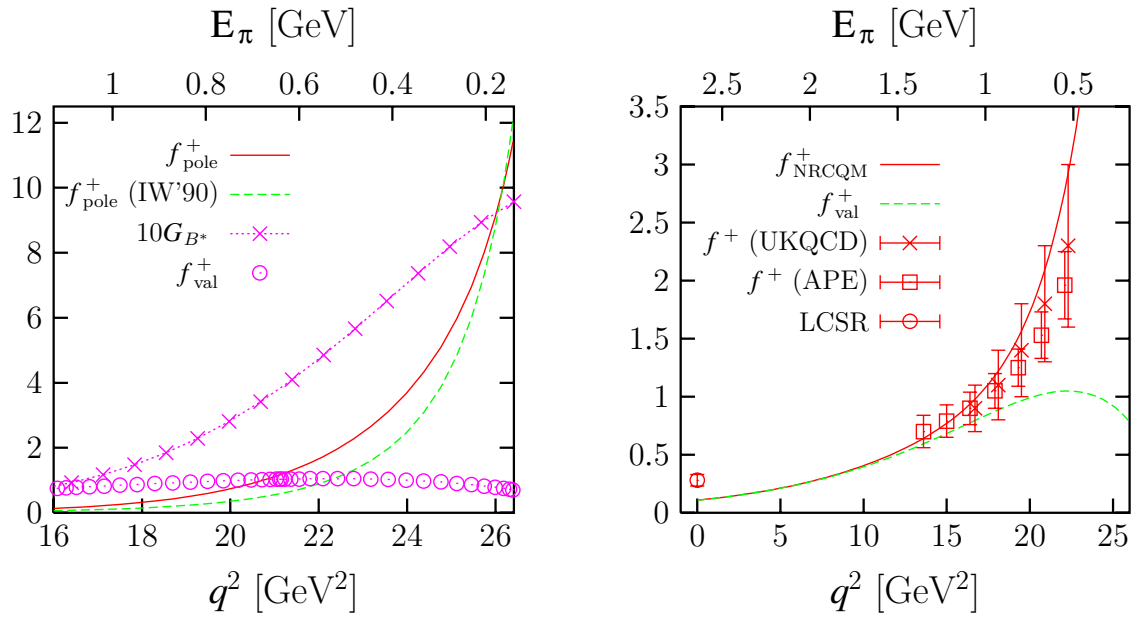 E_π [GeV]
1 0.8 0.6 0.4 0.2
12
10
8
6
4
2
0
f^+_pole
f^+_pole (IW'90)
10G_{B*}
f^+_val
16 18 20 22 24 26
q^2 [GeV^2]
E_π [GeV]
2.5 2 1.5 1 0.5
3.5
3
2.5
2
1.5
1
0.5
0
f^+_NRCQM
f^+_val
f^+ (UKQCD)
f^+ (APE)
LCSR
0 5 10 15 20 25
q^2 [GeV^2]